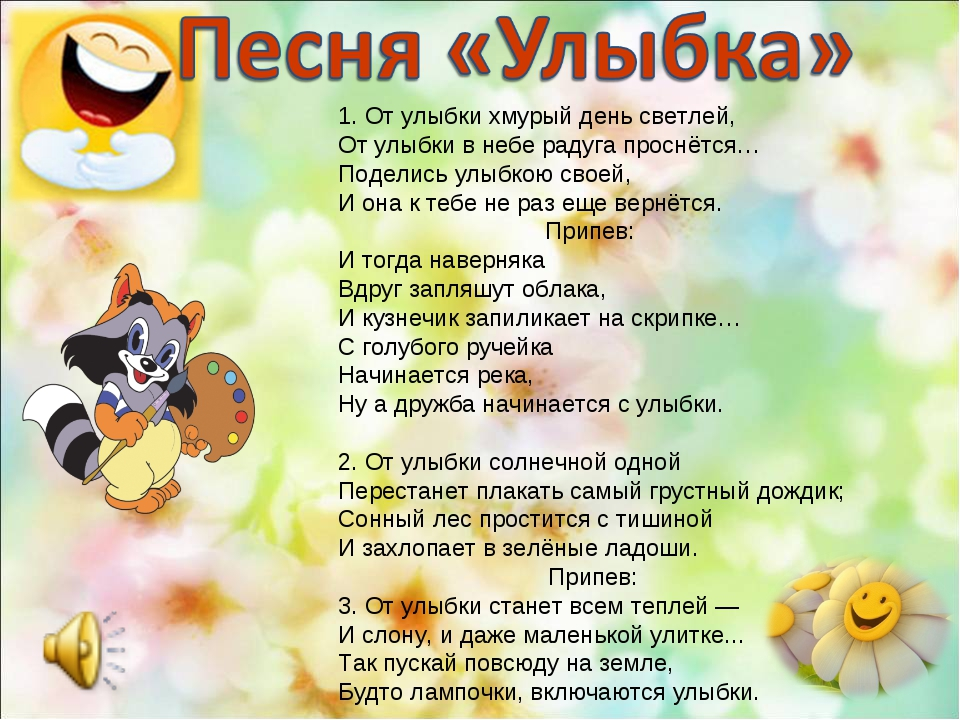 Песня «Улыбка»
1. От улыбки хмурый день светлей,
От улыбки в небе радуга проснётся…
Поделись улыбкою своей,
И она к тебе не раз еще вернётся.
Припев:
И тогда наверняка
Вдруг запляшут облака,
И кузнечик запиликает на скрипке…
С голубого ручейка
Начинается река,
Ну а дружба начинается с улыбки.
2. От улыбки солнечной одной
Перестанет плакать самый грустный дождик;
Сонный лес простится с тишиной
И захлопает в зелёные ладоши.
Припев:
3. От улыбки станет всем теплей —
И слону, и даже маленькой улитке...
Так пускай повсюду на земле,
Будто лампочки, включаются улыбки.